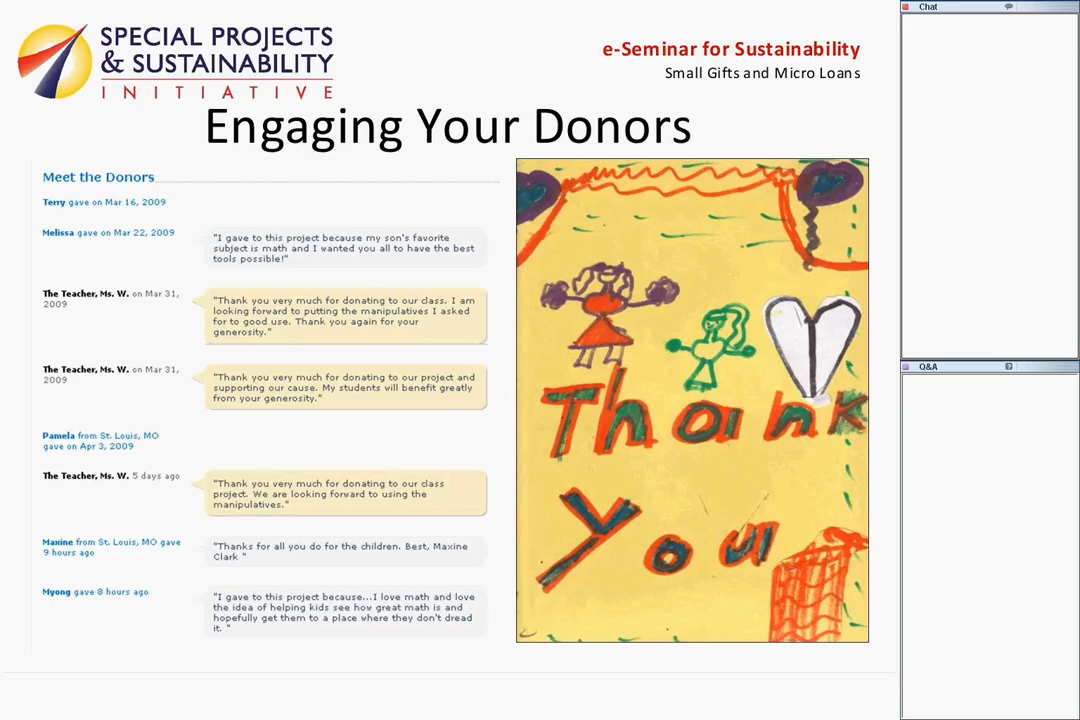 SPECIAL PROJECTS
& SUSTAINABILITY
INITIATIVE
e-Seminar for Sustainability
Small Gifts and Micro Loans
Engaging Your Donors
Meet the Donors
Terry gave on Mar 16, 2009
Melissa gave on Mar 22, 2009
"I gave to this project because my son's favorite
subject is math and I wanted you all to have the best
tools possible!"
The Teacher, Ms. W. on Mar 31,
2009
"Thank you very much for donating to our class. I am
looking forward to putting the manipulatives I asked
for to good use. Thank you again for your
generosity."
The Teacher, Ms. W. on Mar 31,
2009
"Thank you very much for donating to our project and
supporting our cause. My students will benefit greatly
from your generosity."
Pamela from St. Louis, MO
gave on Apr 3, 2009
The Teacher, Ms. W. 5 days ago
"Thank you very much for donating to our class
project. We are looking forward to using the
manipulatives."
Maxine from St. Louis, MO gave
9 hours ago
"Thanks for all you do for the children. Best, Maxine
Clark "
Myong gave 8 hours ago
"I gave to this project because...I love math and love
the idea of helping kids see how great math is and
hopefully get them to a place where they don't dread
it. "
Thank
You
Chat
Q&A